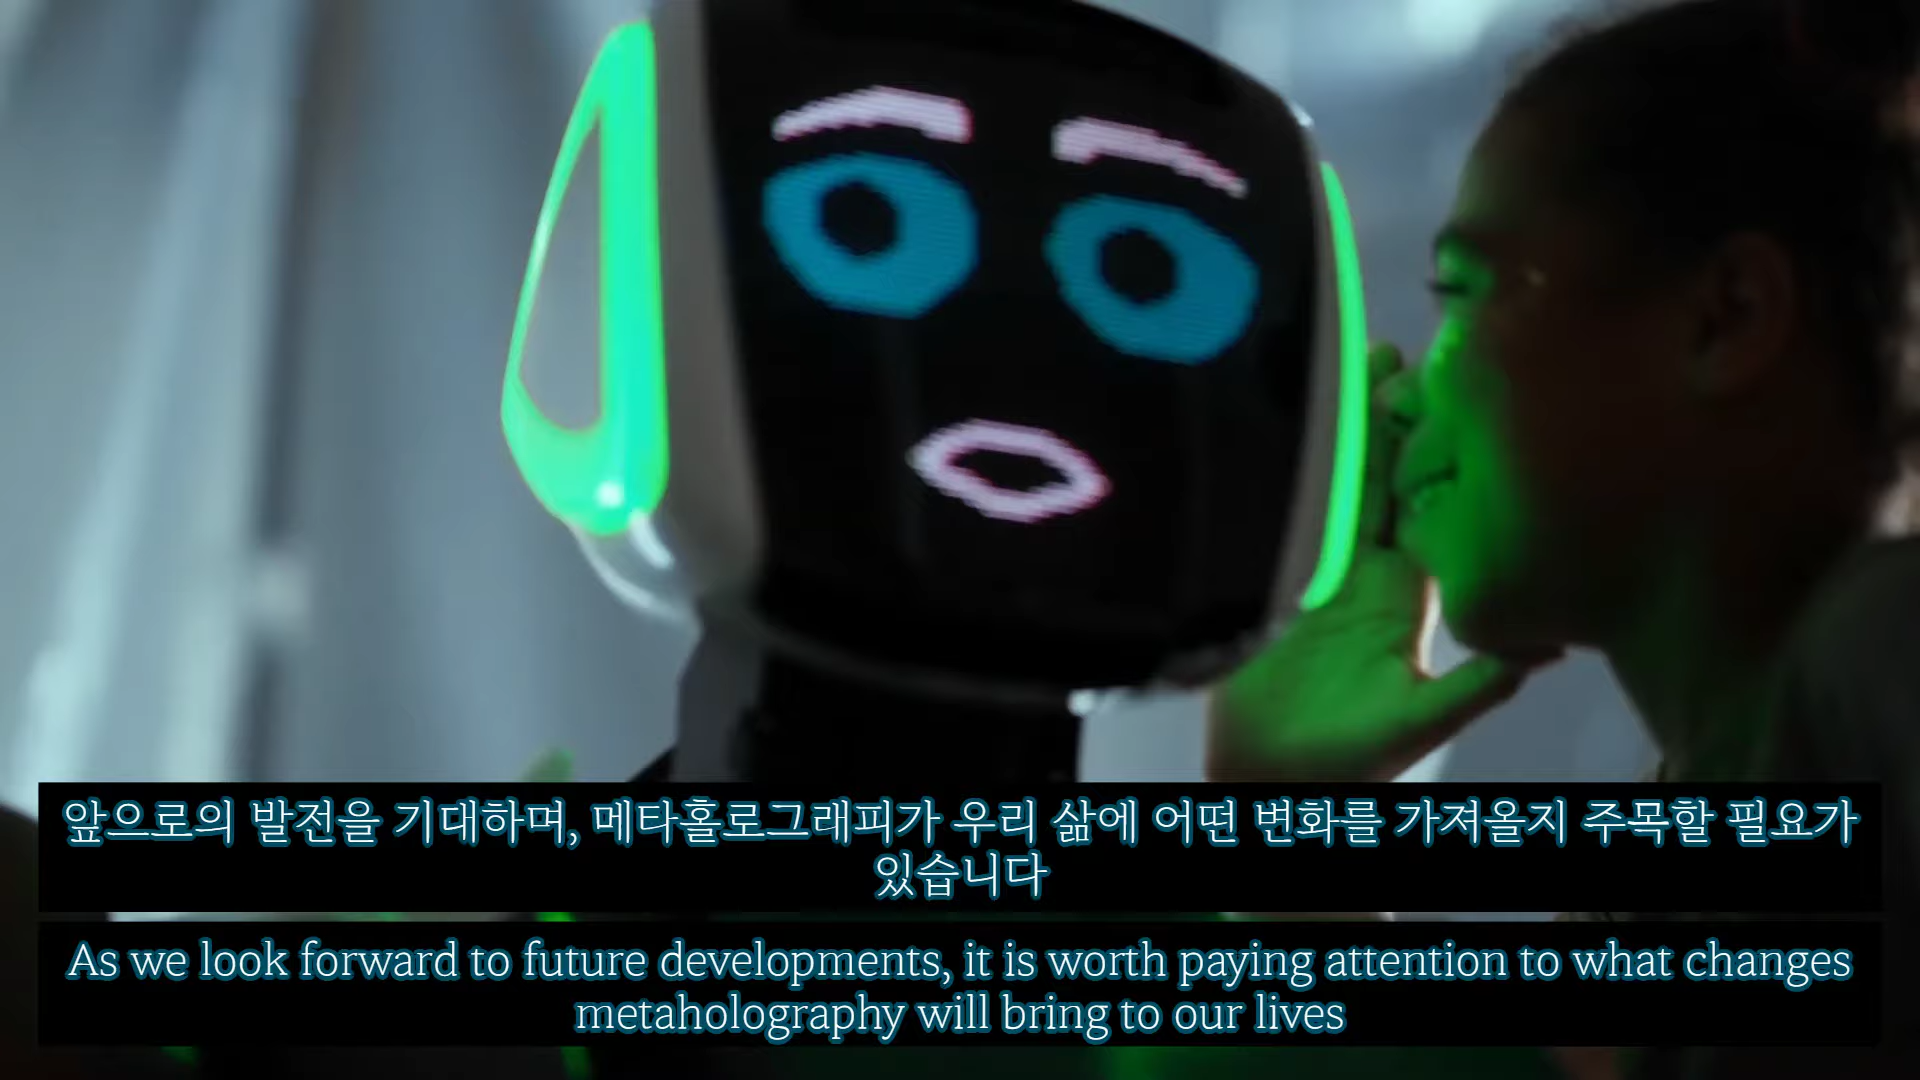 앞으로의 발전을 기대하며, 메타홀로그래피가 우리 삶에 어떤 변화를 가져올지 주목할 필요가
있습니다
As we look forward to future developments, it is worth paying attention to what changes
metaholography will bring to our lives